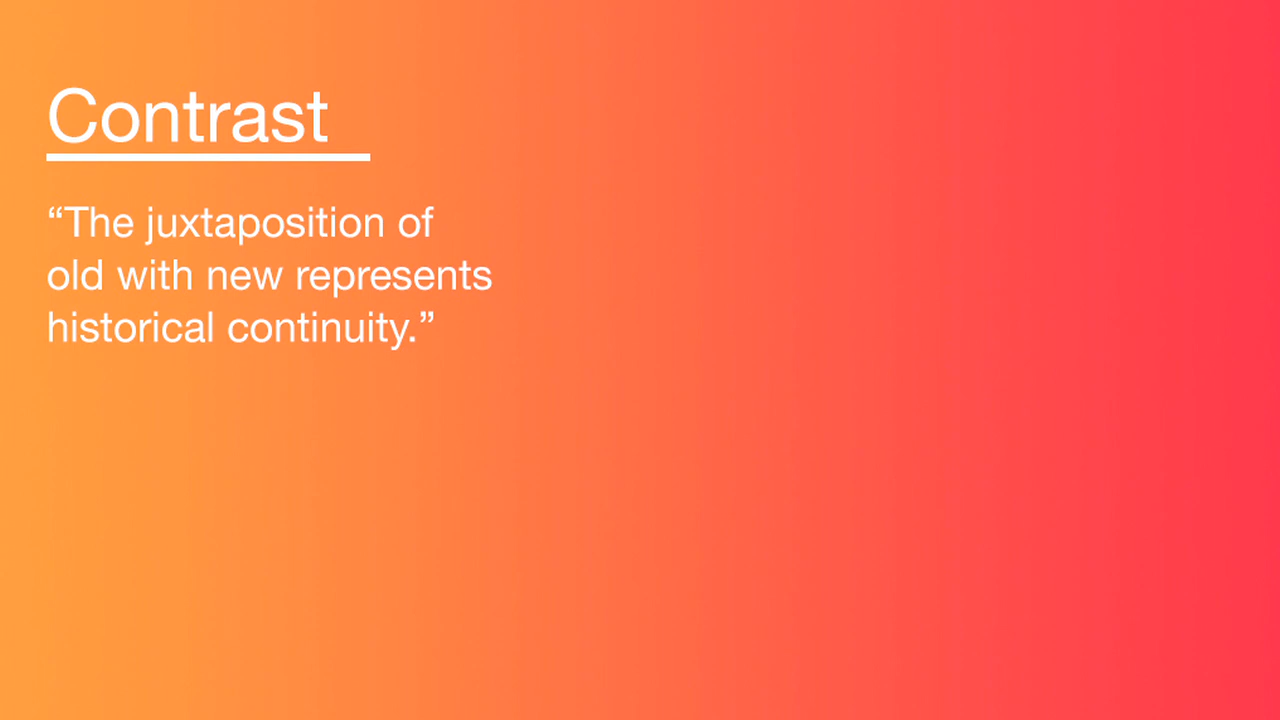 Contrast
“The juxtaposition of
old with new represents
historical continuity.”